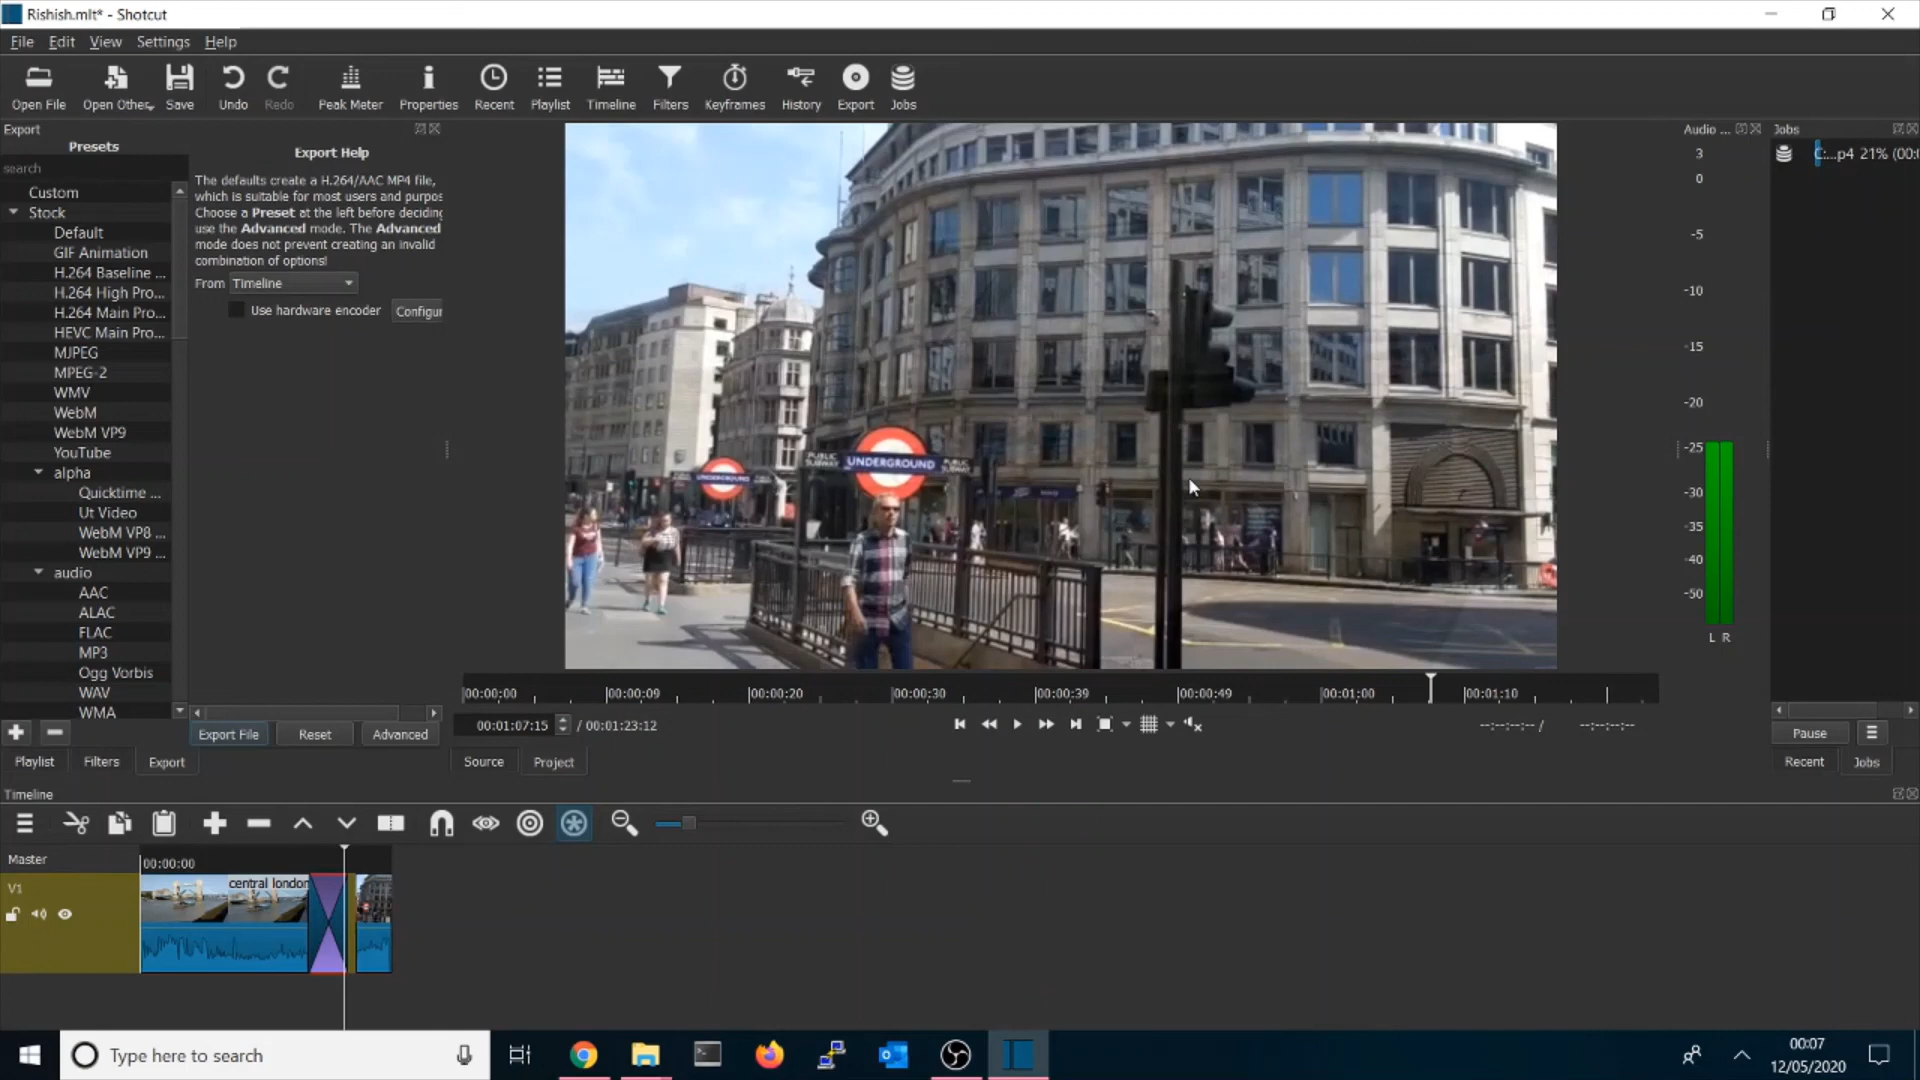 Rishish.mlt* - Shotcut
File Edit View Settings Help
Open File Open Other... Save Undo Redo Peak Meter Properties Recent Playlist Timeline Filters Keyframes History Export Jobs
Export
Presets
search
Custom
Stock
Default
GIF Animation
H.264 Baseline ...
H.264 High Pro...
H.264 Main Pro...
HEVC Main Pro...
MJPEG
MPEG-2
WMV
WebM
WebM VP9
YouTube
alpha
Quicktime ...
Ut Video
WebM VP8 ...
WebM VP9 ...
audio
AAC
ALAC
FLAC
MP3
Ogg Vorbis
WAV
WMA
Export Help
The defaults create a H.264/AAC MP4 file,
which is suitable for most users and purpos
Choose a Preset at the left before deciding
use the Advanced mode. The Advanced
mode does not prevent creating an invalid
combination of options!
From Timeline
Use hardware encoder Configur
Export File Reset Advanced
Playlist Filters Export
UNDERGROUND
PUBLIC SUBWAY UNDERGROUND PUBLIC SUBWAY
00:00:00 00:00:09 00:00:20 00:00:30 00:00:39 00:00:49 00:01:00 00:01:10
00:01:07:15 / 00:01:23:12
--:--:--:-- / --:--:--:--
Source Project
Audio ...
3
0
-5
-10
-15
-20
-25
-30
-35
-40
-50
L R
Jobs
C:...p4 21% (00:0
Pause
Recent Jobs
Timeline
Master
00:00:00
V1
central london
Type here to search
00:07
12/05/2020